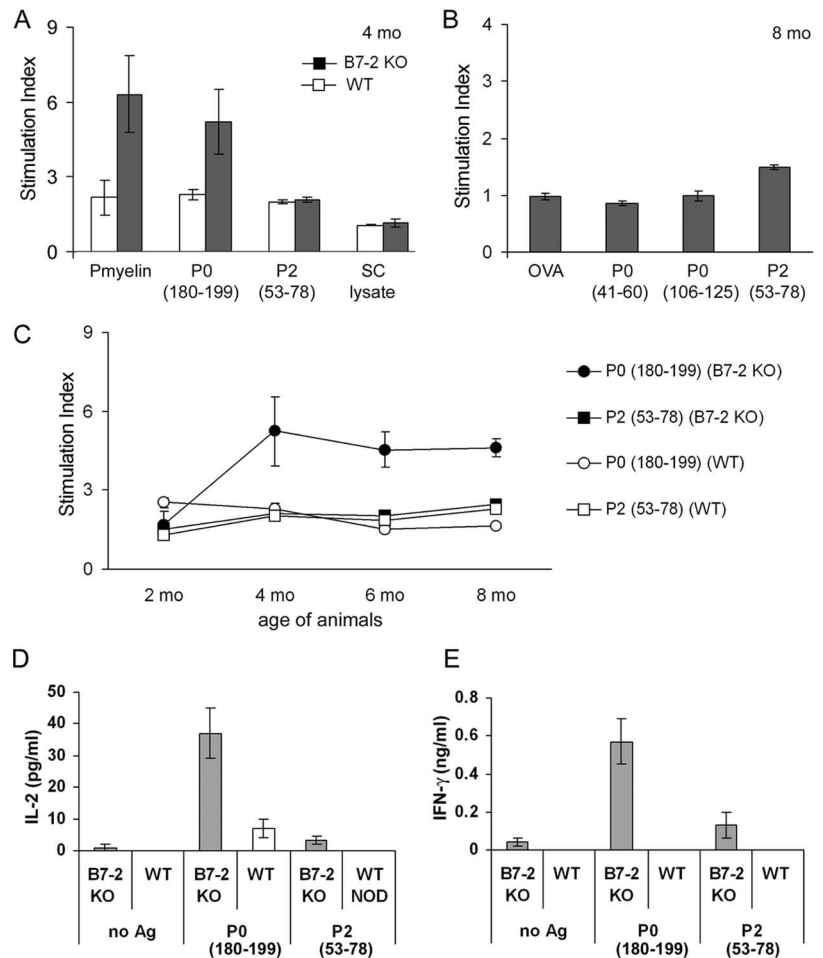 A
4 mo
B7-2 KO
WT
Stimulation Index
9
6
3
0
Pmyelin P0 (180-199) P2 (53-78) SC lysate
B
8 mo
Stimulation Index
4
3
2
1
0
OVA P0 (41-60) P0 (106-125) P2 (53-78)
C
Stimulation Index
9
6
3
0
2 mo 4 mo 6 mo 8 mo
age of animals
P0 (180-199) (B7-2 KO)
P2 (53-78) (B7-2 KO)
P0 (180-199) (WT)
P2 (53-78) (WT)
D
IL-2 (pg/ml)
50
40
30
20
10
0
B7-2 KO WT B7-2 KO WT B7-2 KO WT NOD
no Ag P0 (180-199) P2 (53-78)
E
IFN-γ (ng/ml)
0.8
0.6
0.4
0.2
0
B7-2 KO WT B7-2 KO WT B7-2 KO WT
no Ag P0 (180-199) P2 (53-78)